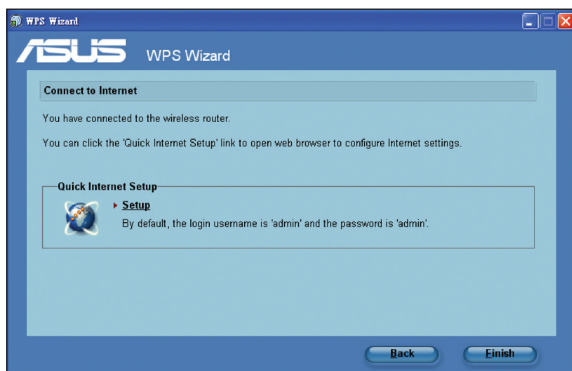 WPS Wizard
ASUS WPS Wizard
Connect to Internet
You have connected to the wireless router.
You can click the 'Quick Internet Setup' link to open web browser to configure Internet settings.
Quick Internet Setup
Setup
By default, the login username is 'admin' and the password is 'admin'.
Back Finish